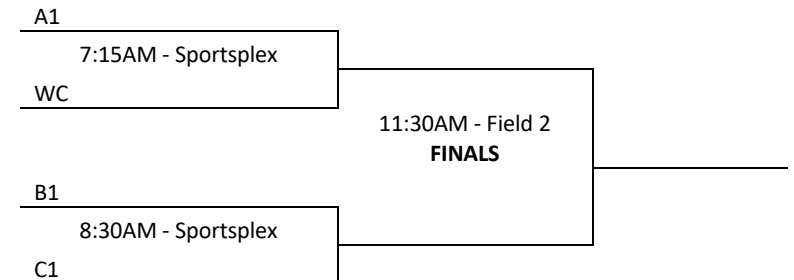 A1
7:15AM - Sportsplex
WC
11:30AM - Field 2
FINALS
B1
8:30AM - Sportsplex
C1